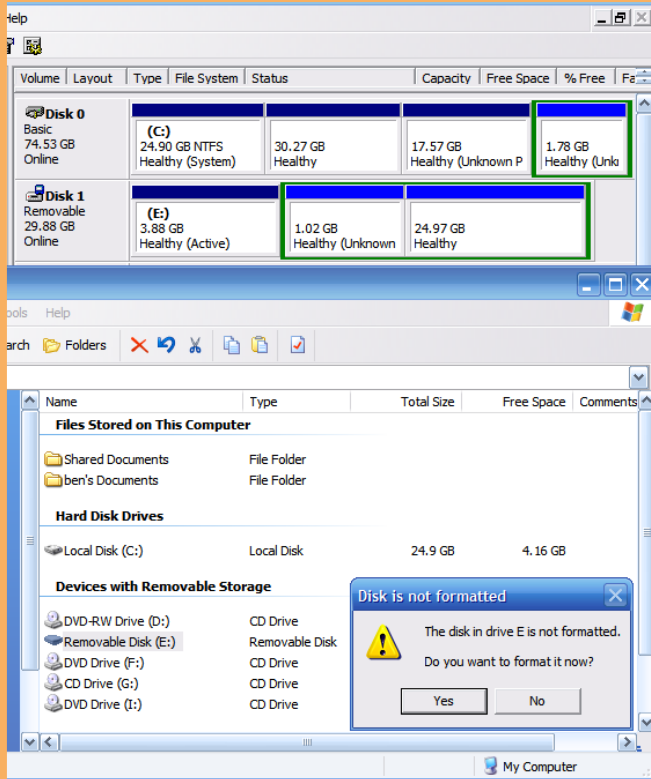 Help
Volume Layout Type File System Status Capacity Free Space % Free Fa
Disk 0
Basic
74.53 GB
Online
(C:)
24.90 GB NTFS
Healthy (System)
30.27 GB
Healthy
17.57 GB
Healthy (Unknown P
1.78 GB
Healthy (Unk
Disk 1
Removable
29.88 GB
Online
(E:)
3.88 GB
Healthy (Active)
1.02 GB
Healthy (Unknown
24.97 GB
Healthy
ools Help
arch Folders
Name Type Total Size Free Space Comments
Files Stored on This Computer
Shared Documents File Folder
ben's Documents File Folder
Hard Disk Drives
Local Disk (C:) Local Disk 24.9 GB 4.16 GB
Devices with Removable Storage
DVD-RW Drive (D:) CD Drive
Removable Disk (E:) Removable Disk
DVD Drive (F:) CD Drive
CD Drive (G:) CD Drive
DVD Drive (I:) CD Drive
Disk is not formatted
The disk in drive E is not formatted.
Do you want to format it now?
Yes No
My Computer